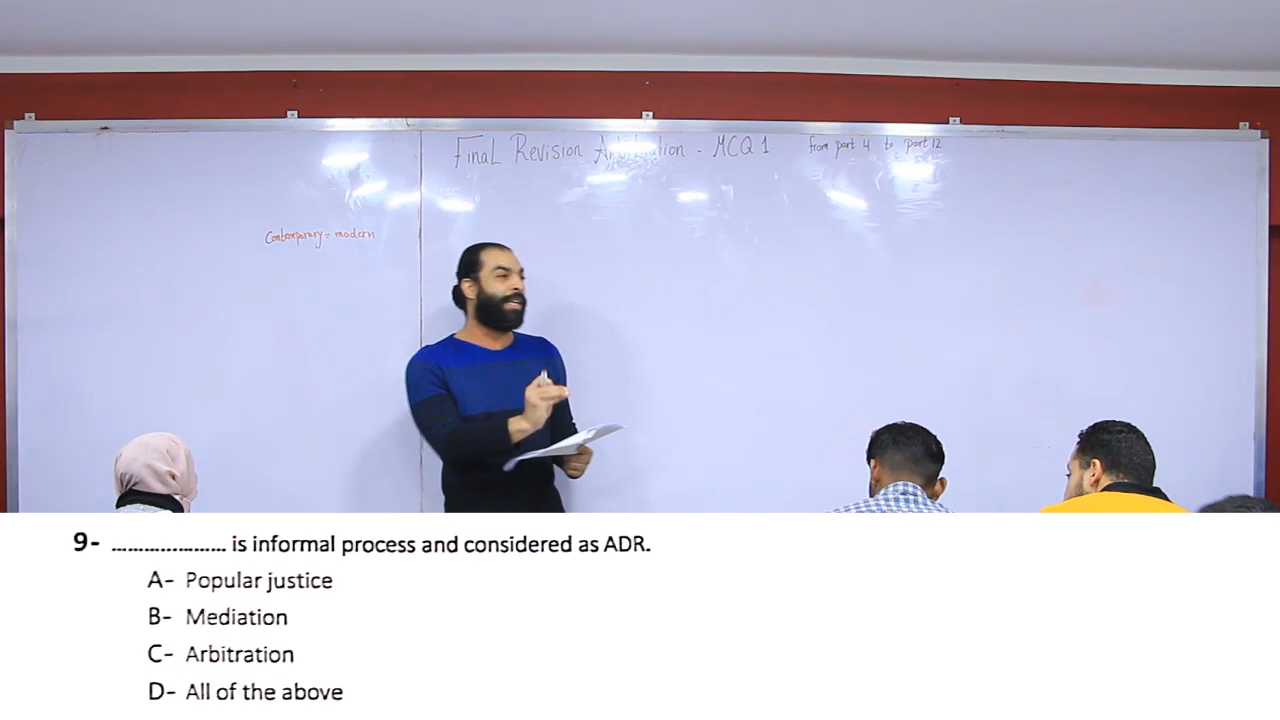 Final Revision Arbitration - MCQ 1 from part 4 to part 12
Contemporary = modern
9- ...................... is informal process and considered as ADR.
A- Popular justice
B- Mediation
C- Arbitration
D- All of the above